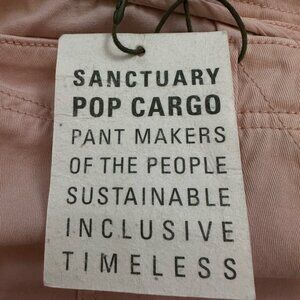 SANCTUARY
POP CARGO
PANT MAKERS
OF THE PEOPLE
SUSTAINABLE
INCLUSIVE
TIMELESS